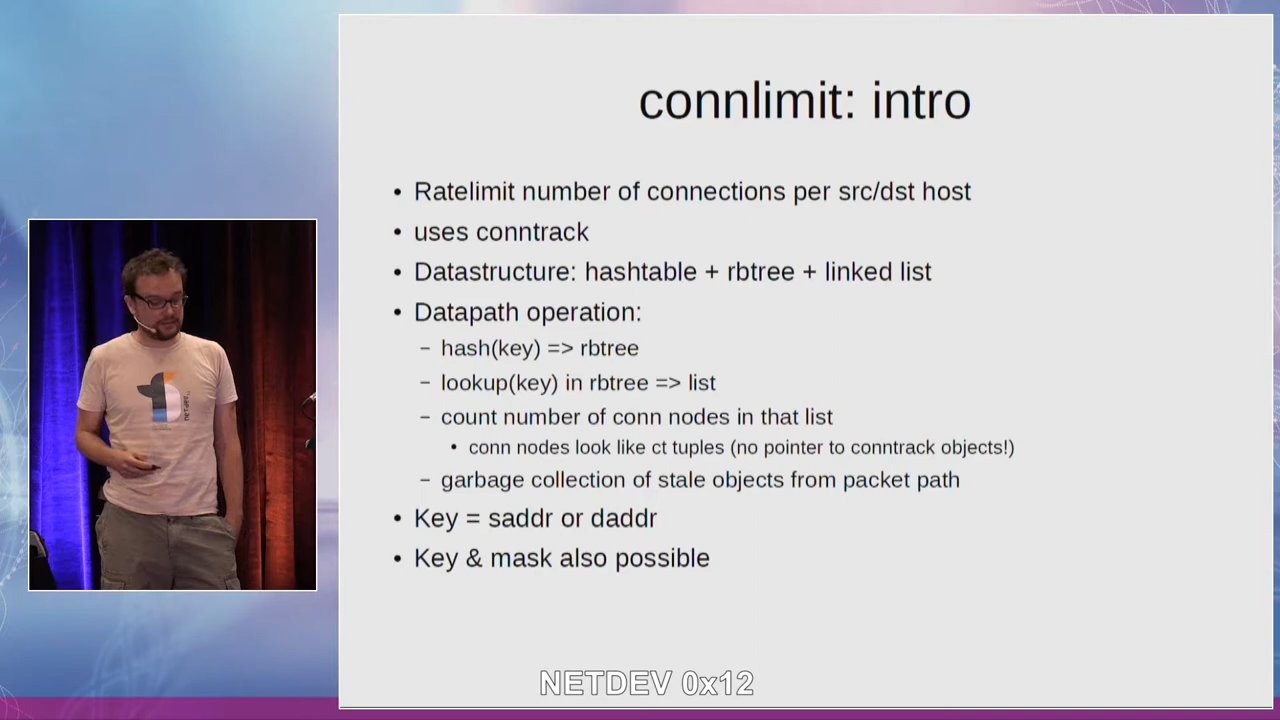 connlimit: intro
• Ratelimit number of connections per src/dst host
• uses conntrack
• Datastructure: hashtable + rbtree + linked list
• Datapath operation:
– hash(key) => rbtree
– lookup(key) in rbtree => list
– count number of conn nodes in that list
• conn nodes look like ct tuples (no pointer to conntrack objects!)
– garbage collection of stale objects from packet path
• Key = saddr or daddr
• Key & mask also possible
NETDEV 0x12